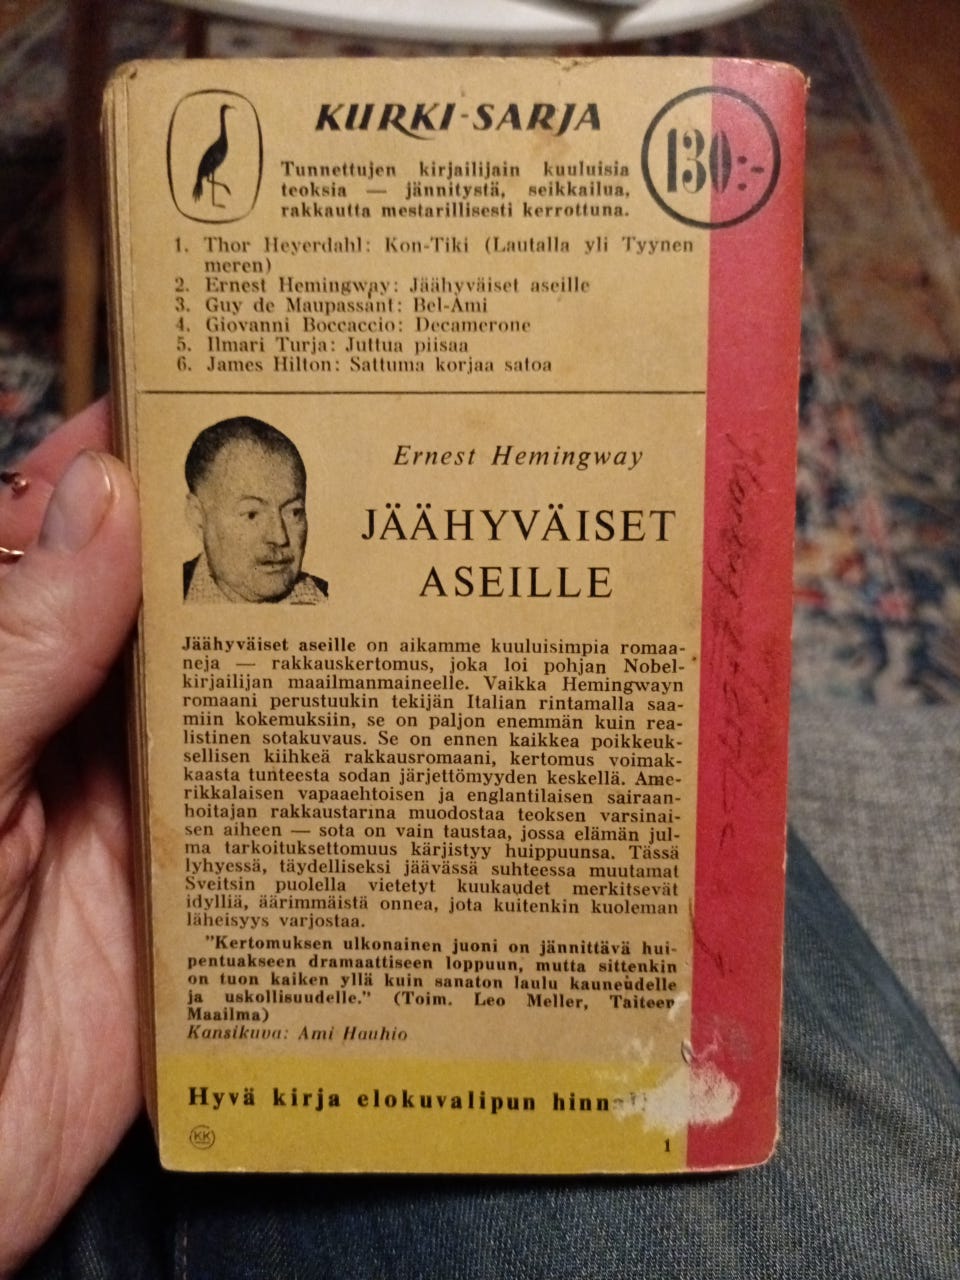 KURKI-SARJA
130:-
Tunnettujen kirjailijain kuuluisia
teoksia — jännitystä, seikkailua,
rakkautta mestarillisesti kerrottuna.
1. Thor Heyerdahl: Kon-Tiki (Lautalla yli Tyynen
meren)
2. Ernest Hemingway: Jäähyväiset aseille
3. Guy de Maupassant: Bel-Ami
4. Giovanni Boccaccio: Decamerone
5. Ilmari Turja: Juttua piisaa
6. James Hilton: Sattuma korjaa satoa
Ernest Hemingway
JÄÄHYVÄISET
ASEILLE
Jäähyväiset aseille on aikamme kuuluisimpia romaa-
neja — rakkauskertomus, joka loi pohjan Nobel-
kirjailijan maailmanmaineelle. Vaikka Hemingwayn
romaani perustuukin tekijän Italian rintamalla saa-
miin kokemuksiin, se on paljon enemmän kuin rea-
listinen sotakuvaus. Se on ennen kaikkea poikkeuk-
sellisen kiihkeä rakkausromaani, kertomus voimak-
kaasta tunteesta sodan järjettömyyden keskellä. Ame-
rikkalaisen vapaaehtoisen ja englantilaisen sairaan-
hoitajan rakkaustarina muodostaa teoksen varsinai-
sen aiheen — sota on vain taustaa, jossa elämän jul-
ma tarkoituksettomuus kärjistyy huippuunsa. Tässä
lyhyessä, täydelliseksi jäävässä suhteessa muutamat
Sveitsin puolella vietetyt kuukaudet merkitsevät
idylliä, äärimmäistä onnea, jota kuitenkin kuoleman
läheisyys varjostaa.
"Kertomuksen ulkonainen juoni on jännittävä hui-
pentuakseen dramaattiseen loppuun, mutta sittenkin
on tuon kaiken yllä kuin sanaton laulu kauneudelle
ja uskollisuudelle." (Toim. Leo Meller, Taiteen
Maailma)
Kansikuva: Ami Hauhio
Hyvä kirja elokuvalipun
KK
1